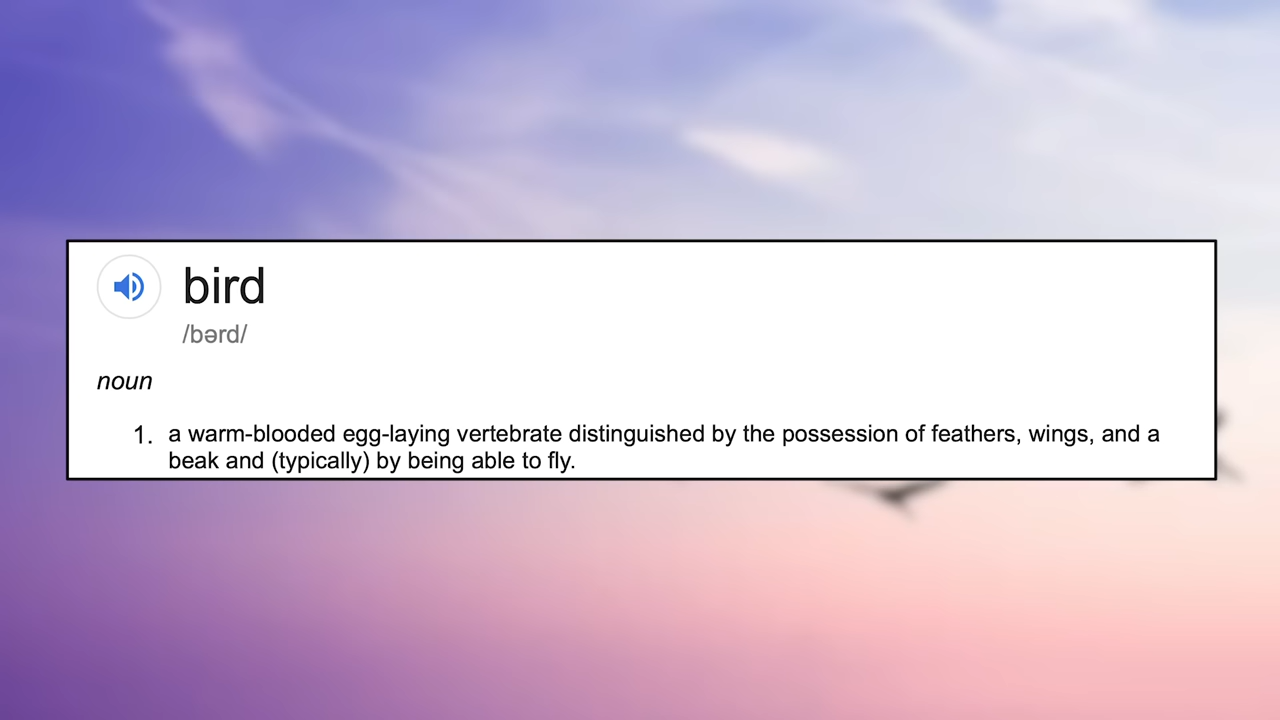 bird
/bərd/
noun
1. a warm-blooded egg-laying vertebrate distinguished by the possession of feathers, wings, and a
beak and (typically) by being able to fly.